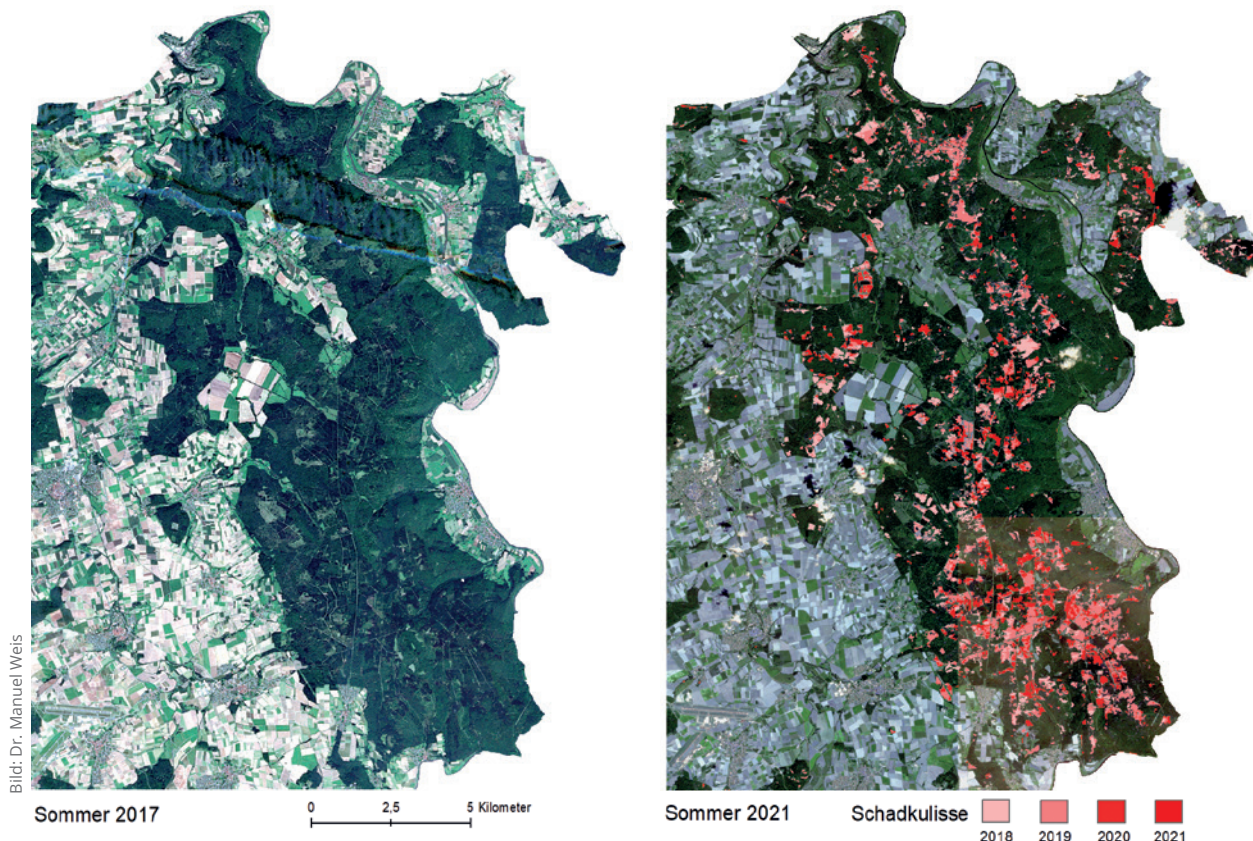 Bild: Dr. Manuel Weis
Sommer 2017
0 2,5 5 Kilometer
Sommer 2021
Schadkulisse
2018 2019 2020 2021